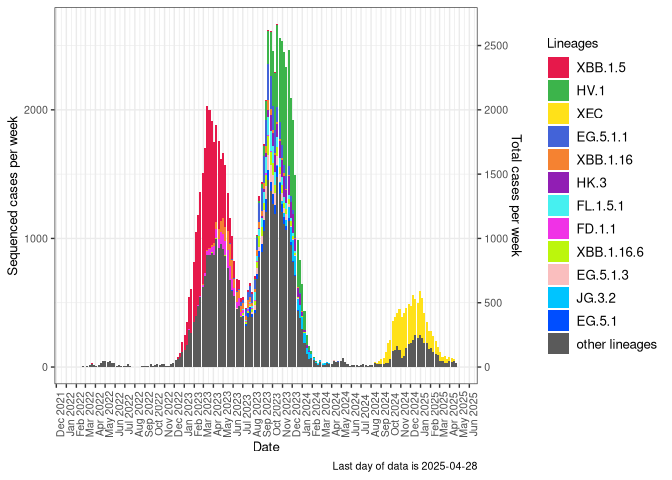 Sequenced cases per week
2000
1000
0
2500
2000
1500
1000
500
0
Total cases per week
Dec 2021
Jan 2022
Feb 2022
Mar 2022
Apr 2022
May 2022
Jun 2022
Jul 2022
Aug 2022
Sep 2022
Oct 2022
Nov 2022
Dec 2022
Jan 2023
Feb 2023
Mar 2023
Apr 2023
May 2023
Jun 2023
Jul 2023
Aug 2023
Sep 2023
Oct 2023
Nov 2023
Dec 2023
Jan 2024
Feb 2024
Mar 2024
Apr 2024
May 2024
Jun 2024
Jul 2024
Aug 2024
Sep 2024
Oct 2024
Nov 2024
Dec 2024
Jan 2025
Feb 2025
Mar 2025
Apr 2025
May 2025
Jun 2025
Date
Last day of data is 2025-04-28
Lineages
XBB.1.5
HV.1
XEC
EG.5.1.1
XBB.1.16
HK.3
FL.1.5.1
FD.1.1
XBB.1.16.6
EG.5.1.3
JG.3.2
EG.5.1
other lineages